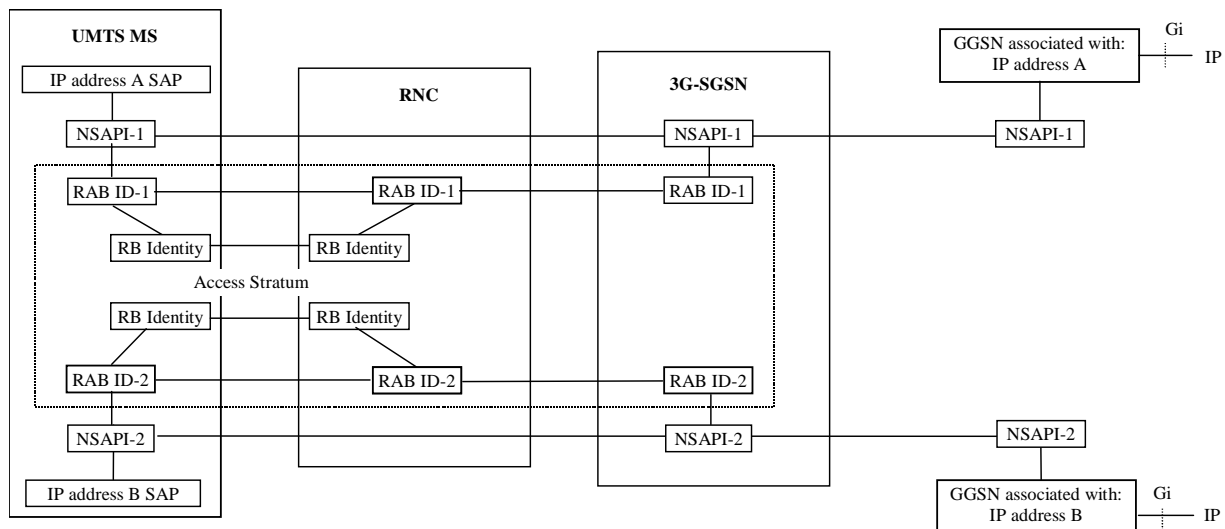 UMTS MS
IP address A SAP
NSAPI-1
RAB ID-1
RB Identity
RNC
RAB ID-1
RB Identity
3G-SGSN
NSAPI-1
RAB ID-1
GGSN associated with:
IP address A
Gi
IP
NSAPI-1
Access Stratum
RB Identity
RAB ID-2
NSAPI-2
IP address B SAP
RB Identity
RAB ID-2
RAB ID-2
NSAPI-2
NSAPI-2
GGSN associated with:
IP address B
Gi
IP